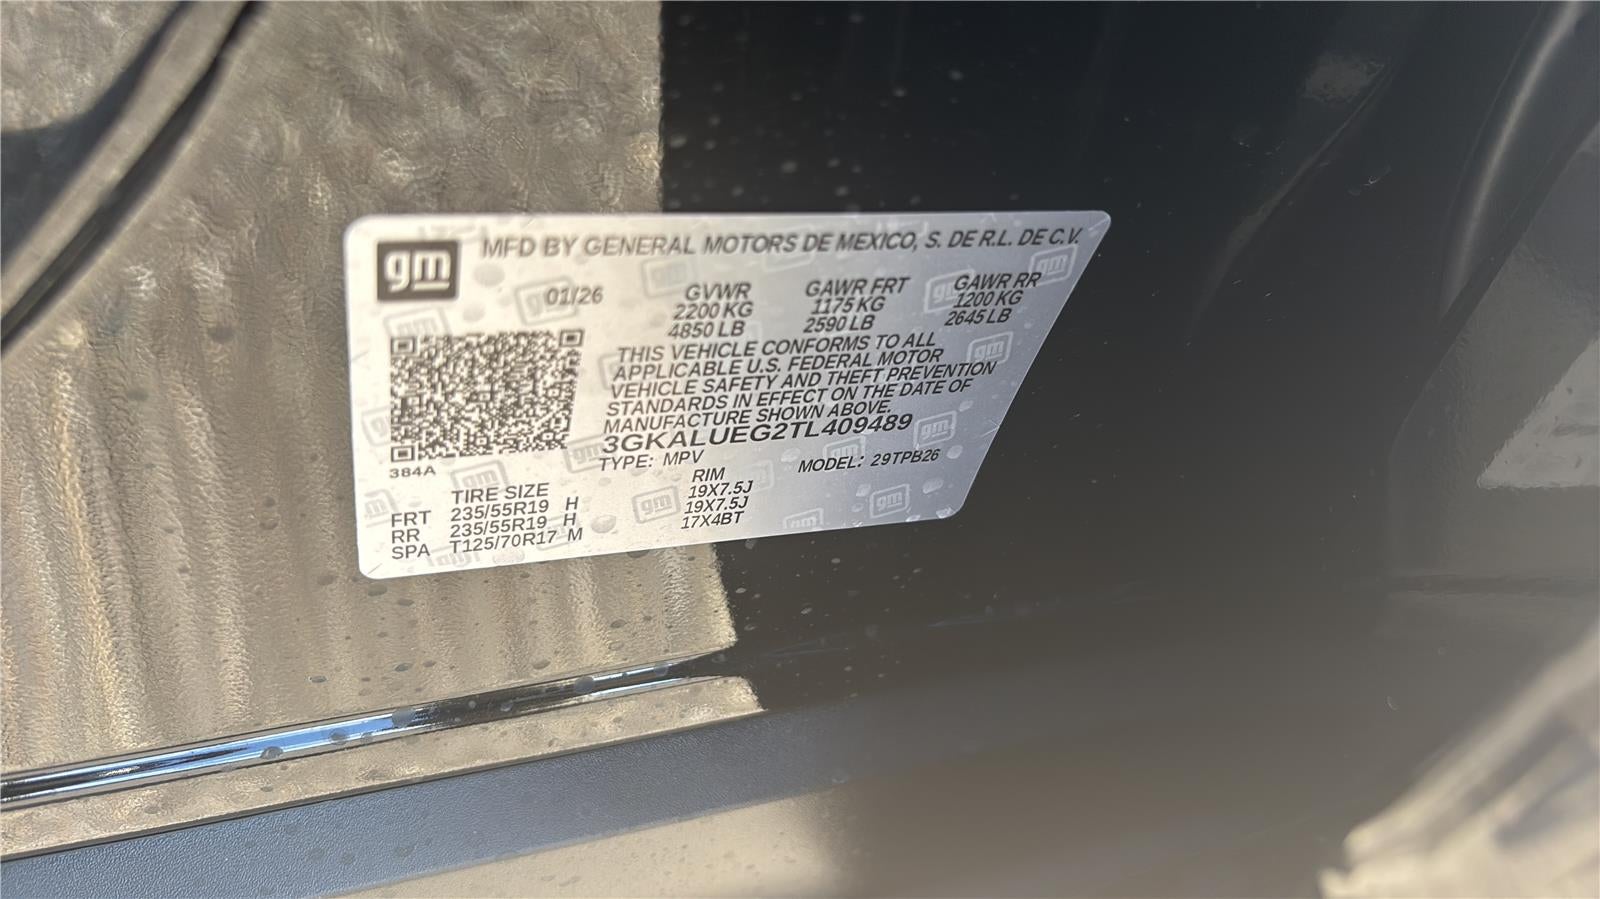 gm MFD BY GENERAL MOTORS DE MEXICO, S. DE R.L. DE C.V.
01/26 GVWR GAWR FRT GAWR RR
2200 KG 1175 KG 1200 KG
4850 LB 2590 LB 2645 LB
THIS VEHICLE CONFORMS TO ALL
APPLICABLE U.S. FEDERAL MOTOR
VEHICLE SAFETY AND THEFT PREVENTION
STANDARDS IN EFFECT ON THE DATE OF
MANUFACTURE SHOWN ABOVE.
3GKALUEG2TL409489
384A TYPE: MPV MODEL: 29TPB26
TIRE SIZE RIM
FRT 235/55R19 H 19X7.5J
RR 235/55R19 H 19X7.5J
SPA T125/70R17 M 17X4BT